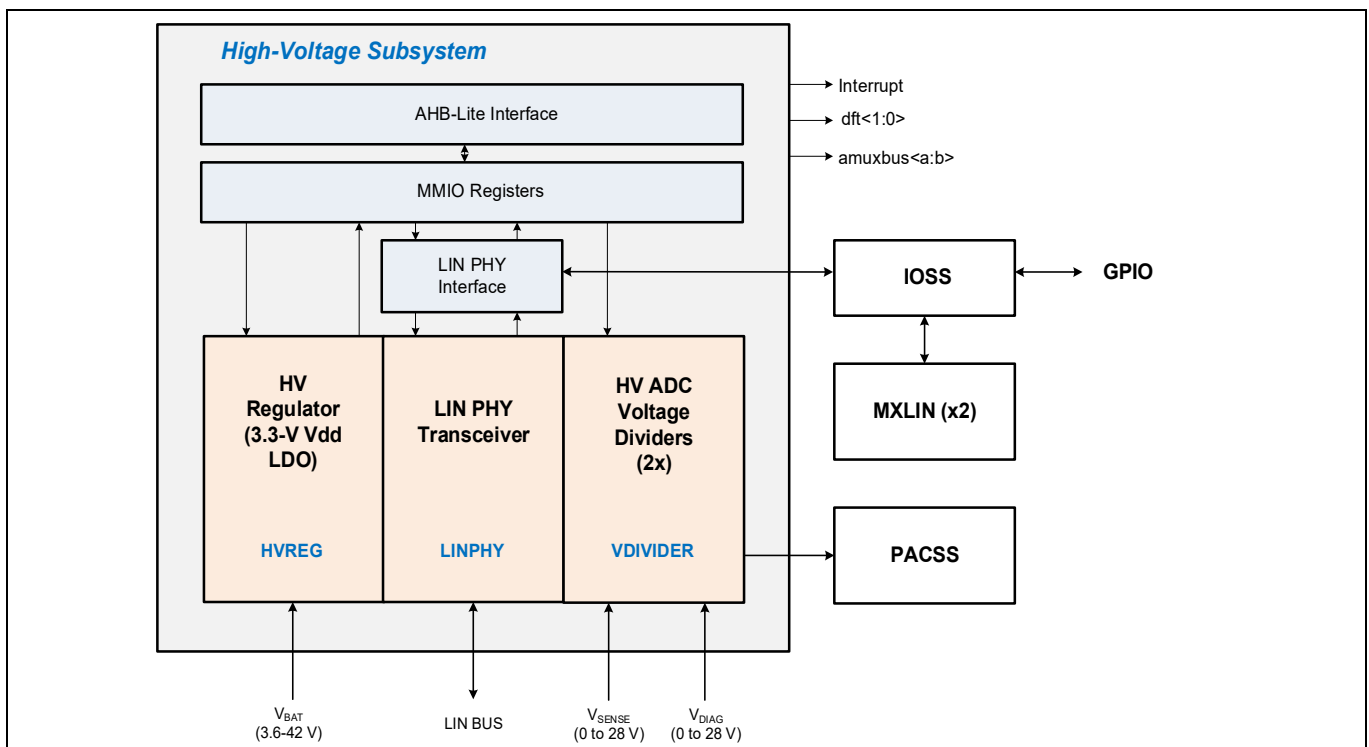 High-Voltage Subsystem
AHB-Lite Interface
MMIO Registers
LIN PHY
Interface
HV
Regulator
(3.3-V Vdd
LDO)
HVREG
LIN PHY
Transceiver
LINPHY
HV ADC
Voltage
Dividers
(2x)
VDIVIDER
Interrupt
dft<1:0>
amuxbus<a:b>
IOSS
GPIO
MXLIN (x2)
PACSS
VBAT
(3.6-42 V)
LIN BUS
VSENSE
(0 to 28 V)
VDIAG
(0 to 28 V)